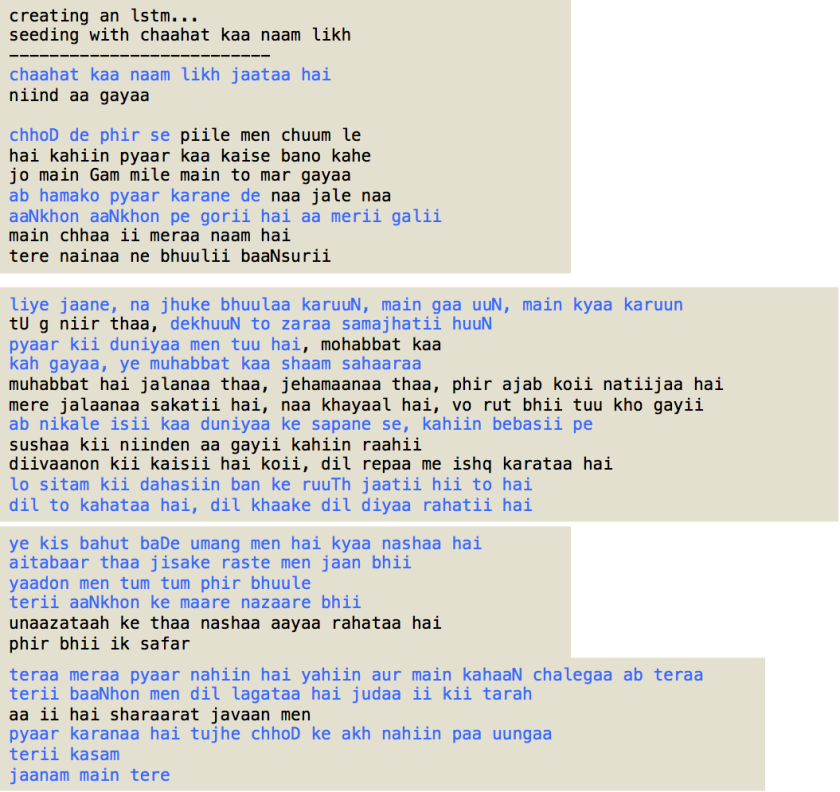 creating an lstm...
seeding with chaahat kaa naam likh
--------------------------
chaahat kaa naam likh jaataa hai
niind aa gayaa
chhoD de phir se piile men chuum le
hai kahiin pyaar kaa kaise bano kahe
jo main Gam mile main to mar gayaa
ab hamako pyaar karane de naa jale naa
aaNkhon aaNkhon pe gorii hai aa merii galii
main chhaa ii meraa naam hai
tere nainaa ne bhuulii baaNsurii
liye jaane, na jhuke bhuulaa karuuN, main gaa uuN, main kyaa karuun
tU g niir thaa, dekhuuN to zaraa samajhatii huuN
pyaar kii duniyaa men tuu hai, mohabbat kaa
kah gayaa, ye muhabbat kaa shaam sahaaraa
muhabbat hai jalanaa thaa, jehamaanaa thaa, phir ajab koii natiijaa hai
mere jalaanaa sakatii hai, naa khayaal hai, vo rut bhii tuu kho gayii
ab nikale isii kaa duniyaa ke sapane se, kahiin bebasii pe
sushaa kii niinden aa gayii kahiin raahii
diivaanon kii kaisii hai koii, dil repaa me ishq karataa hai
lo sitam kii dahasiin ban ke ruuTh jaatii hii to hai
dil to kahataa hai, dil khaake dil diyaa rahatii hai
ye kis bahut baDe umang men hai kyaa nashaa hai
aitabaar thaa jisake raste men jaan bhii
yaadon men tum tum phir bhuule
terii aaNkhon ke maare nazaare bhii
unaazataah ke thaa nashaa aayaa rahataa hai
phir bhii ik safar
teraa meraa pyaar nahiin hai yahiin aur main kahaaN chalegaa ab teraa
terii baaNhon men dil lagataa hai judaa ii kii tarah
aa ii hai sharaarat javaan men
pyaar karanaa hai tujhe chhoD ke akh nahiin paa uungaa
terii kasam
jaanam main tere